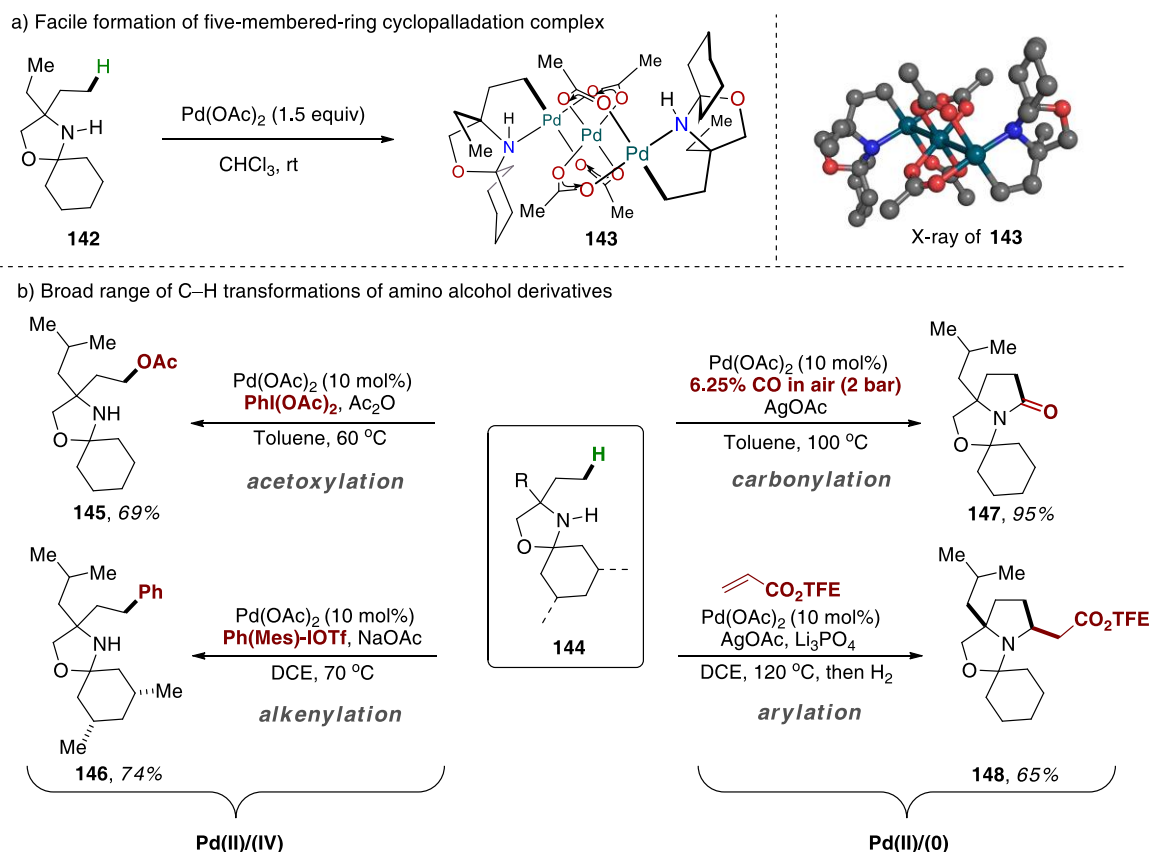 a) Facile formation of five-membered-ring cyclopalladation complex
Me
H
N
H
O
142
Pd(OAc)2 (1.5 equiv)
CHCl3, rt
Me
Me
O
O
O
O
H
N
Pd
Pd
Pd
Me
O
H
N
O
Me
O
O
O
O
Me
Me
143
X-ray of 143
b) Broad range of C–H transformations of amino alcohol derivatives
Me
Me
OAc
NH
O
145, 69%
Pd(OAc)2 (10 mol%)
PhI(OAc)2, Ac2O
Toluene, 60 °C
acetoxylation
Me
Me
Ph
NH
O
Me
Me
146, 74%
Pd(OAc)2 (10 mol%)
Ph(Mes)-IOTf, NaOAc
DCE, 70 °C
alkenylation
Pd(II)/(IV)
H
R
N
H
O
144
Pd(OAc)2 (10 mol%)
6.25% CO in air (2 bar)
AgOAc
Toluene, 100 °C
carbonylation
Me
Me
N
O
O
147, 95%
CO2TFE
Pd(OAc)2 (10 mol%)
AgOAc, Li3PO4
DCE, 120 °C, then H2
arylation
Me
Me
CO2TFE
N
O
148, 65%
Pd(II)/(0)